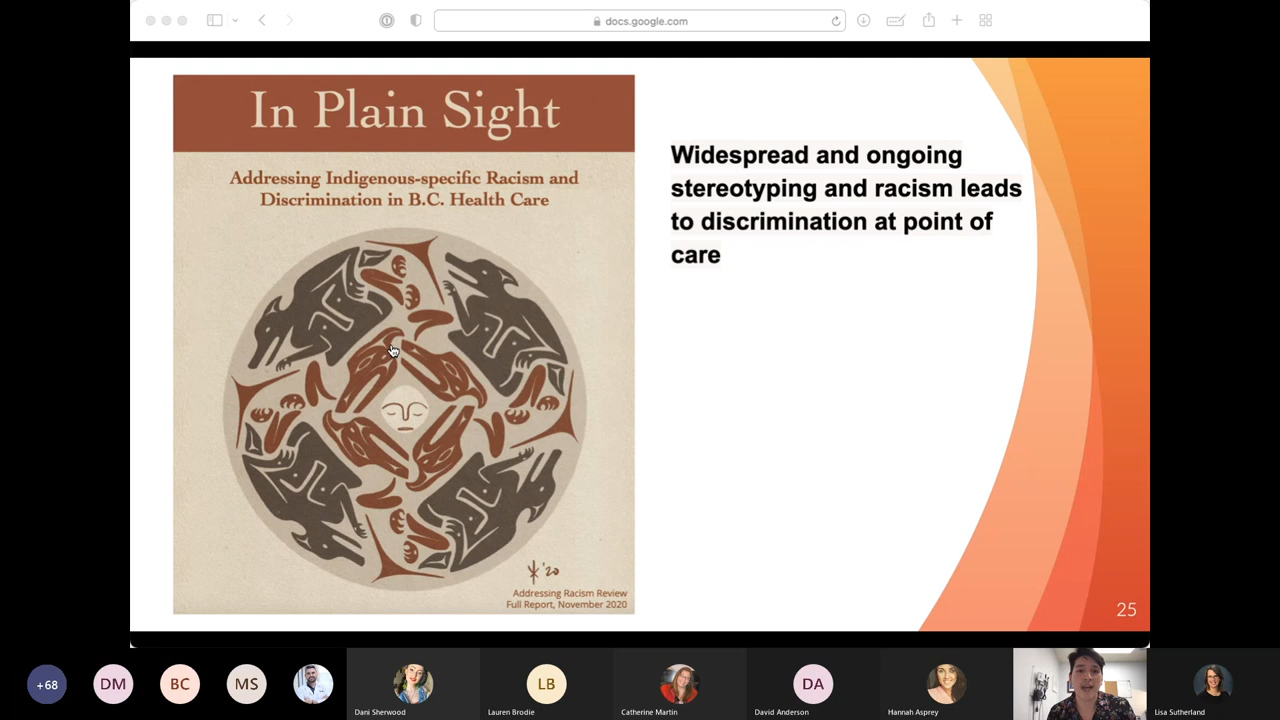 docs.google.com
In Plain Sight
Addressing Indigenous-specific Racism and
Discrimination in B.C. Health Care
'20
Addressing Racism Review
Full Report, November 2020
Widespread and ongoing
stereotyping and racism leads
to discrimination at point of
care
25
+68
DM
BC
MS
LB
DA
Dani Sherwood
Lauren Brodie
Catherine Martin
David Anderson
Hannah Asprey
Lisa Sutherland